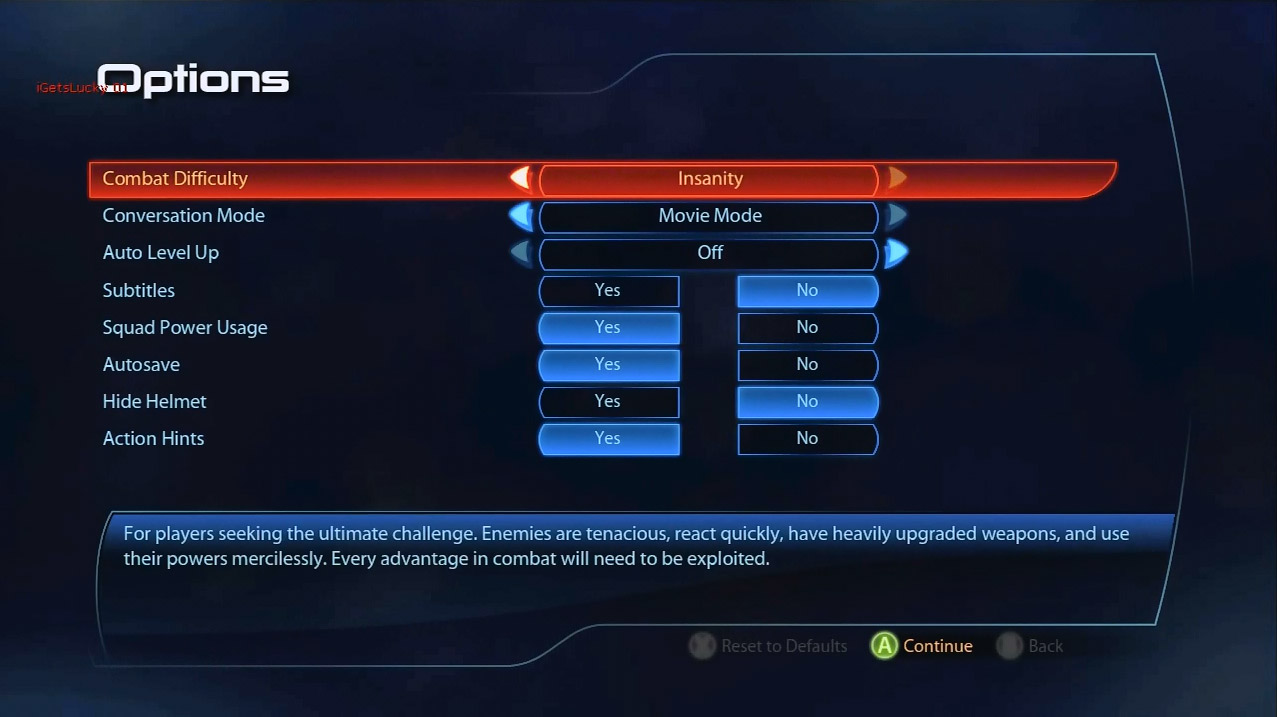 Options
iGetsLucky
Combat Difficulty Insanity
Conversation Mode Movie Mode
Auto Level Up Off
Subtitles Yes No
Squad Power Usage Yes No
Autosave Yes No
Hide Helmet Yes No
Action Hints Yes No
For players seeking the ultimate challenge. Enemies are tenacious, react quickly, have heavily upgraded weapons, and use
their powers mercilessly. Every advantage in combat will need to be exploited.
X Reset to Defaults A Continue Back